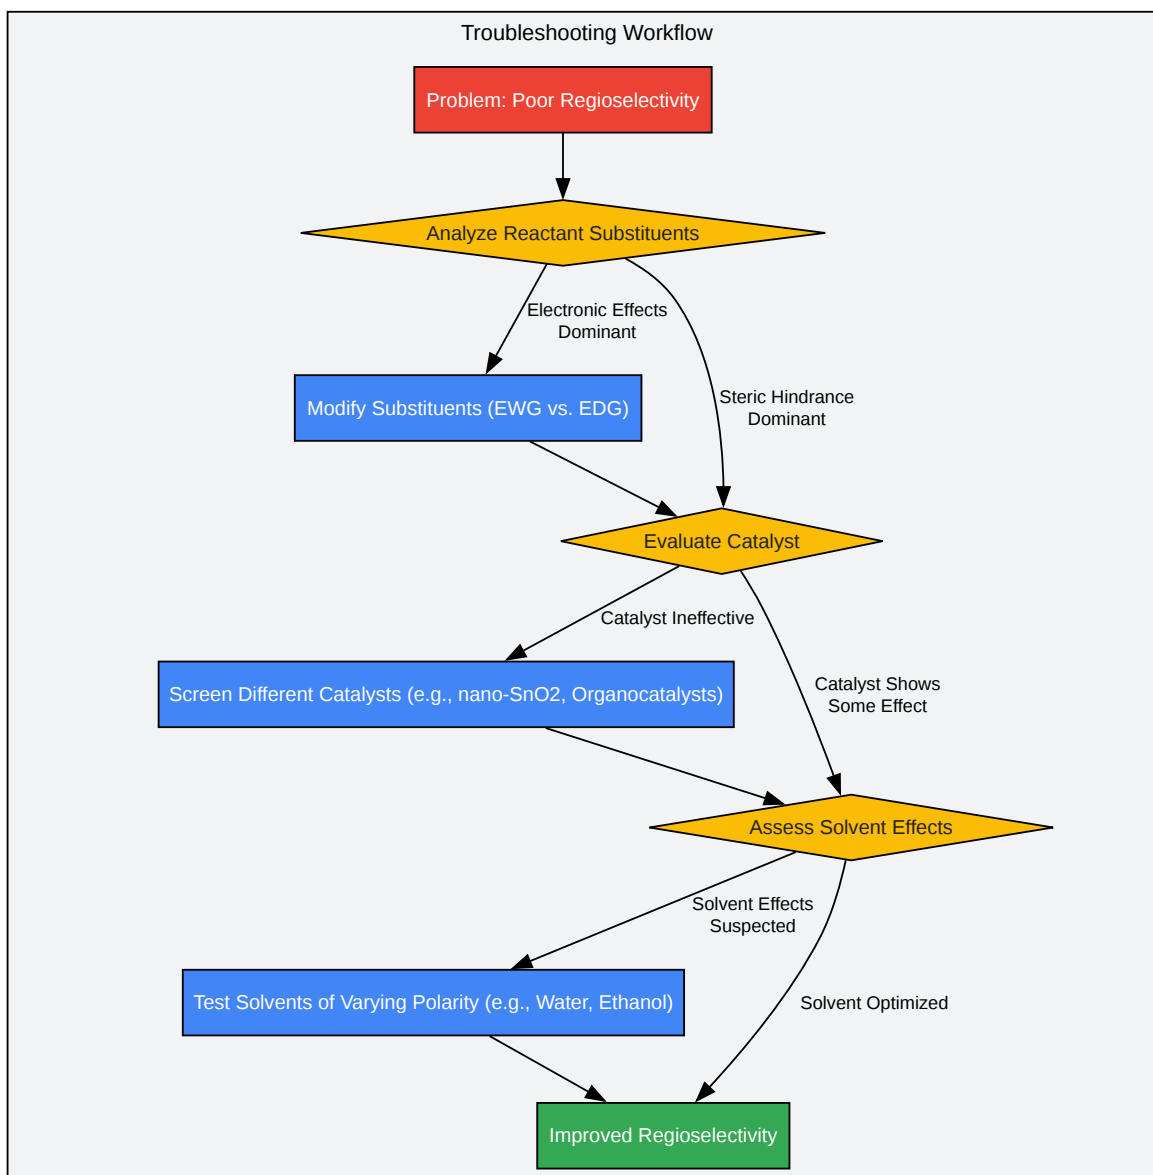 Troubleshooting Workflow
Problem: Poor Regioselectivity
Analyze Reactant Substituents
Electronic Effects
Dominant
Modify Substituents (EWG vs. EDG)
Steric Hindrance
Dominant
Evaluate Catalyst
Catalyst Ineffective
Screen Different Catalysts (e.g., nano-SnO2, Organocatalysts)
Catalyst Shows
Some Effect
Assess Solvent Effects
Solvent Effects
Suspected
Test Solvents of Varying Polarity (e.g., Water, Ethanol)
Solvent Optimized
Improved Regioselectivity